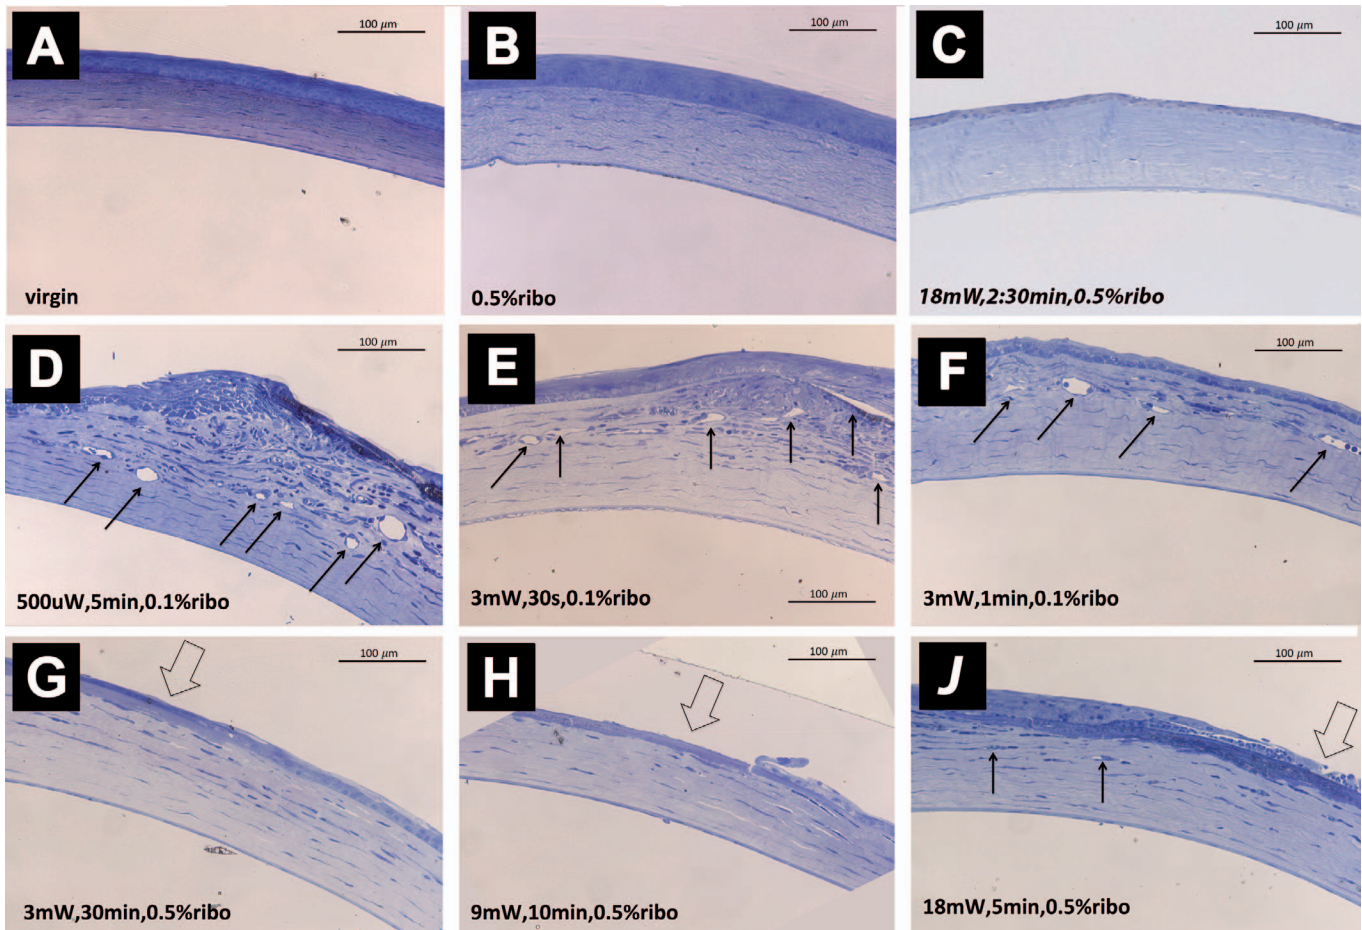 A
100 μm
virgin
B
100 μm
0.5%ribo
C
100 μm
18mW,2:30min,0.5%ribo
D
100 μm
500uW,5min,0.1%ribo
E
100 μm
3mW,30s,0.1%ribo
F
100 μm
3mW,1min,0.1%ribo
G
100 μm
3mW,30min,0.5%ribo
H
100 μm
9mW,10min,0.5%ribo
J
100 μm
18mW,5min,0.5%ribo